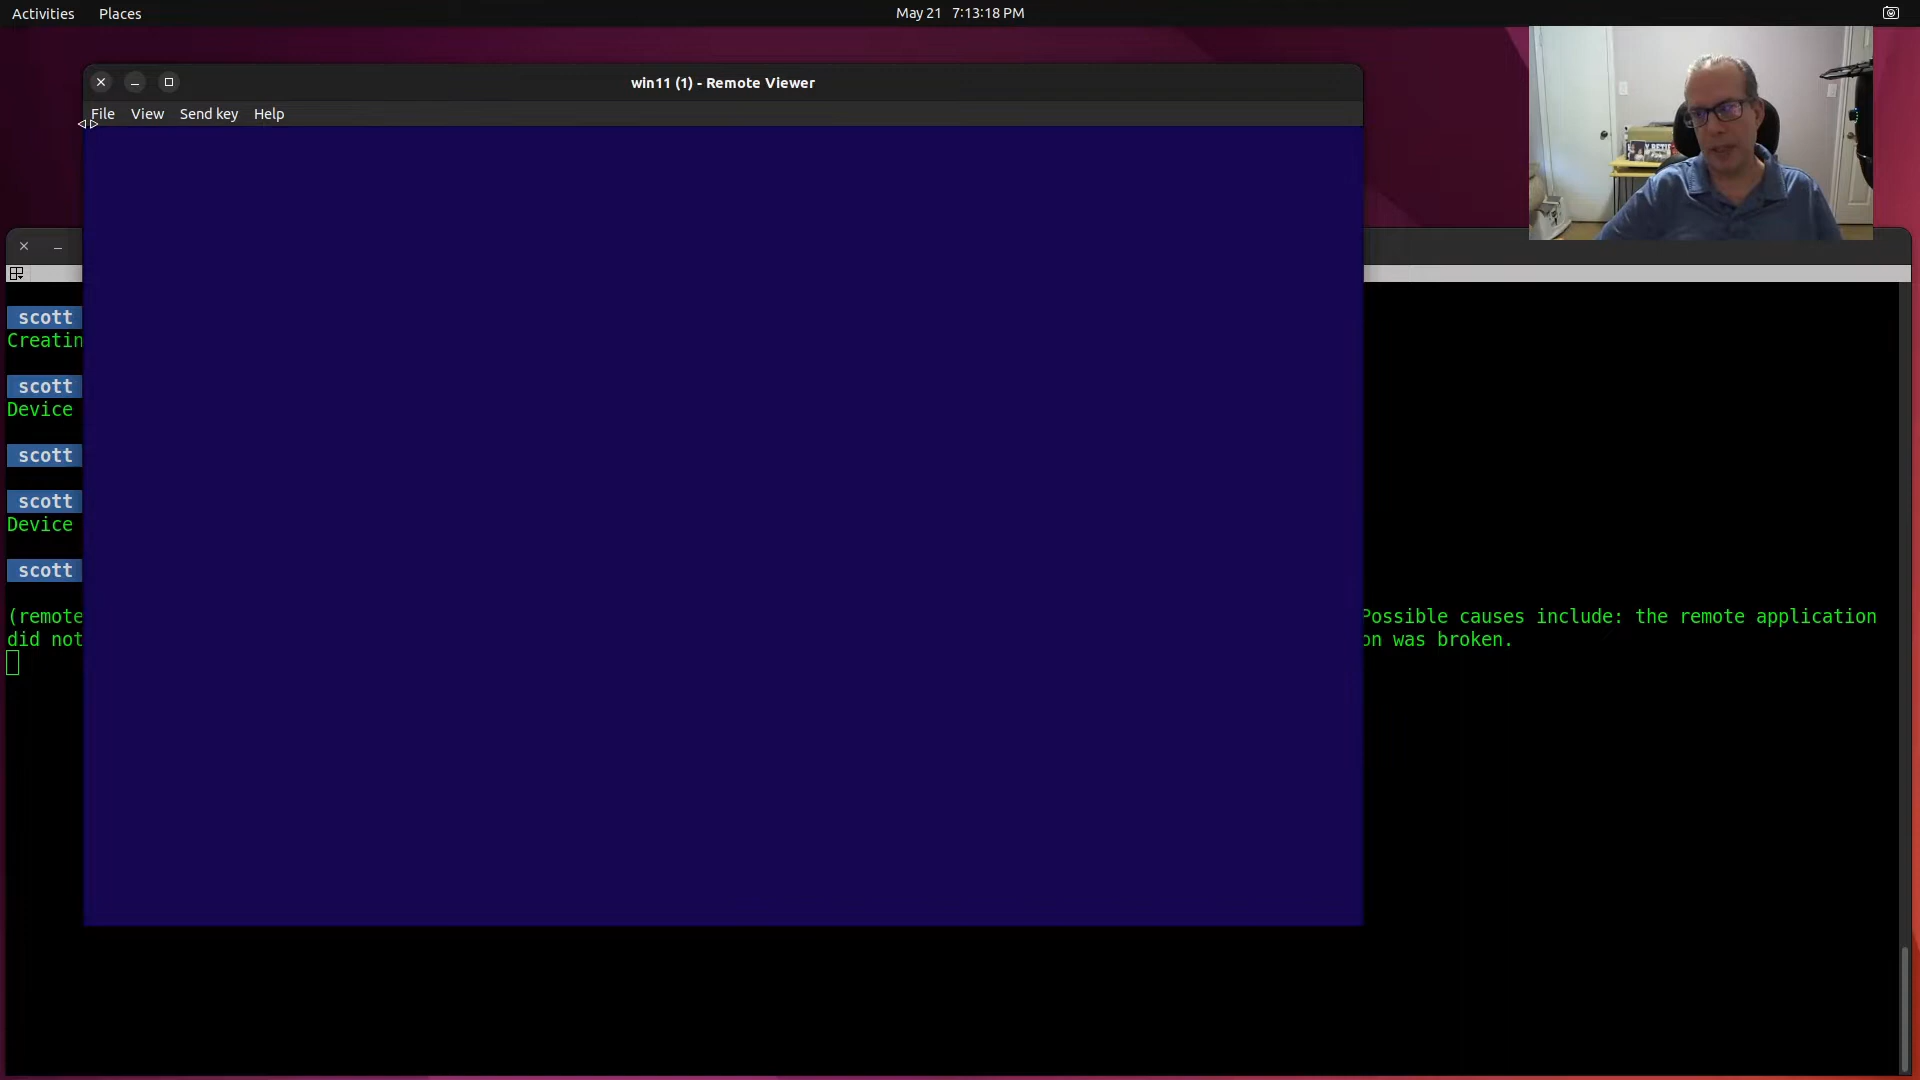 Activities Places May 21 7:13:18 PM
win11 (1) - Remote Viewer
File View Send key Help
scott
Creatin
scott
Device
scott
scott
Device
scott
(remote Possible causes include: the remote application
did not on was broken.